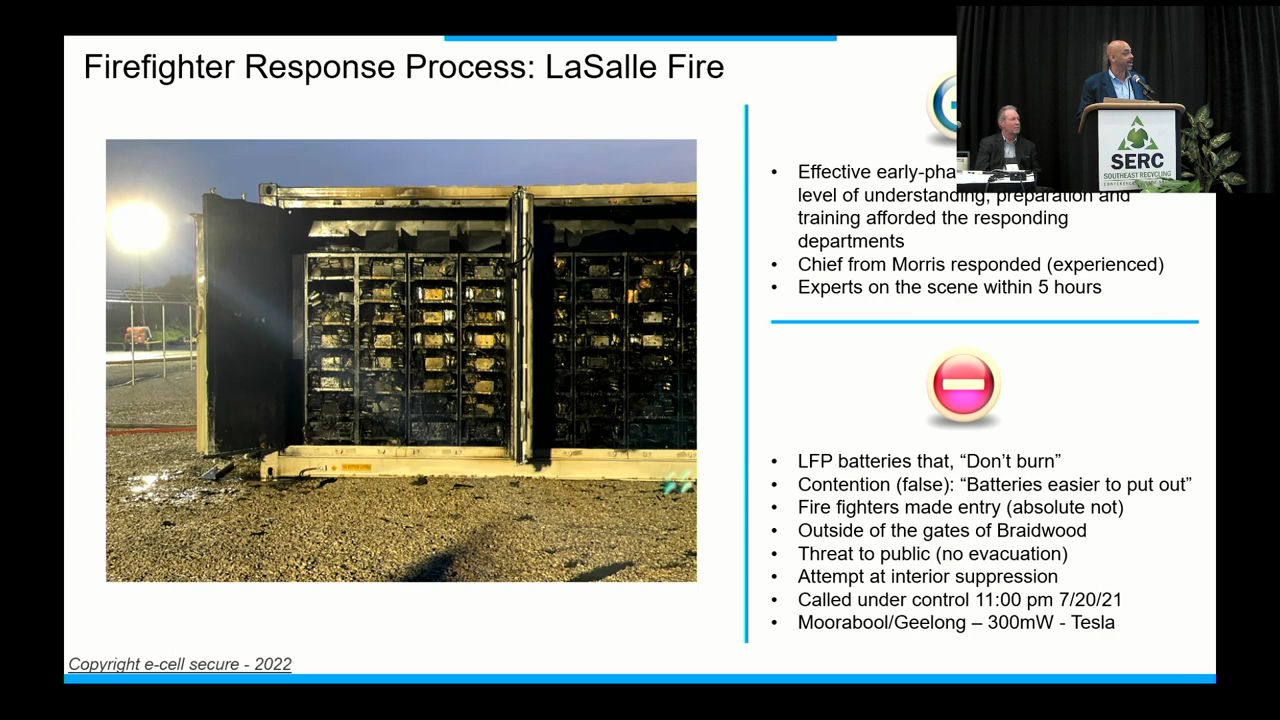 Firefighter Response Process: LaSalle Fire
SERC
SOUTHEAST RECYCLING
• Effective early-pha
level of understanding, preparation and
training afforded the responding
departments
• Chief from Morris responded (experienced)
• Experts on the scene within 5 hours
• LFP batteries that, “Don’t burn”
• Contention (false): “Batteries easier to put out”
• Fire fighters made entry (absolute not)
• Outside of the gates of Braidwood
• Threat to public (no evacuation)
• Attempt at interior suppression
• Called under control 11:00 pm 7/20/21
• Moorabool/Geelong – 300mW - Tesla
Copyright e-cell secure - 2022